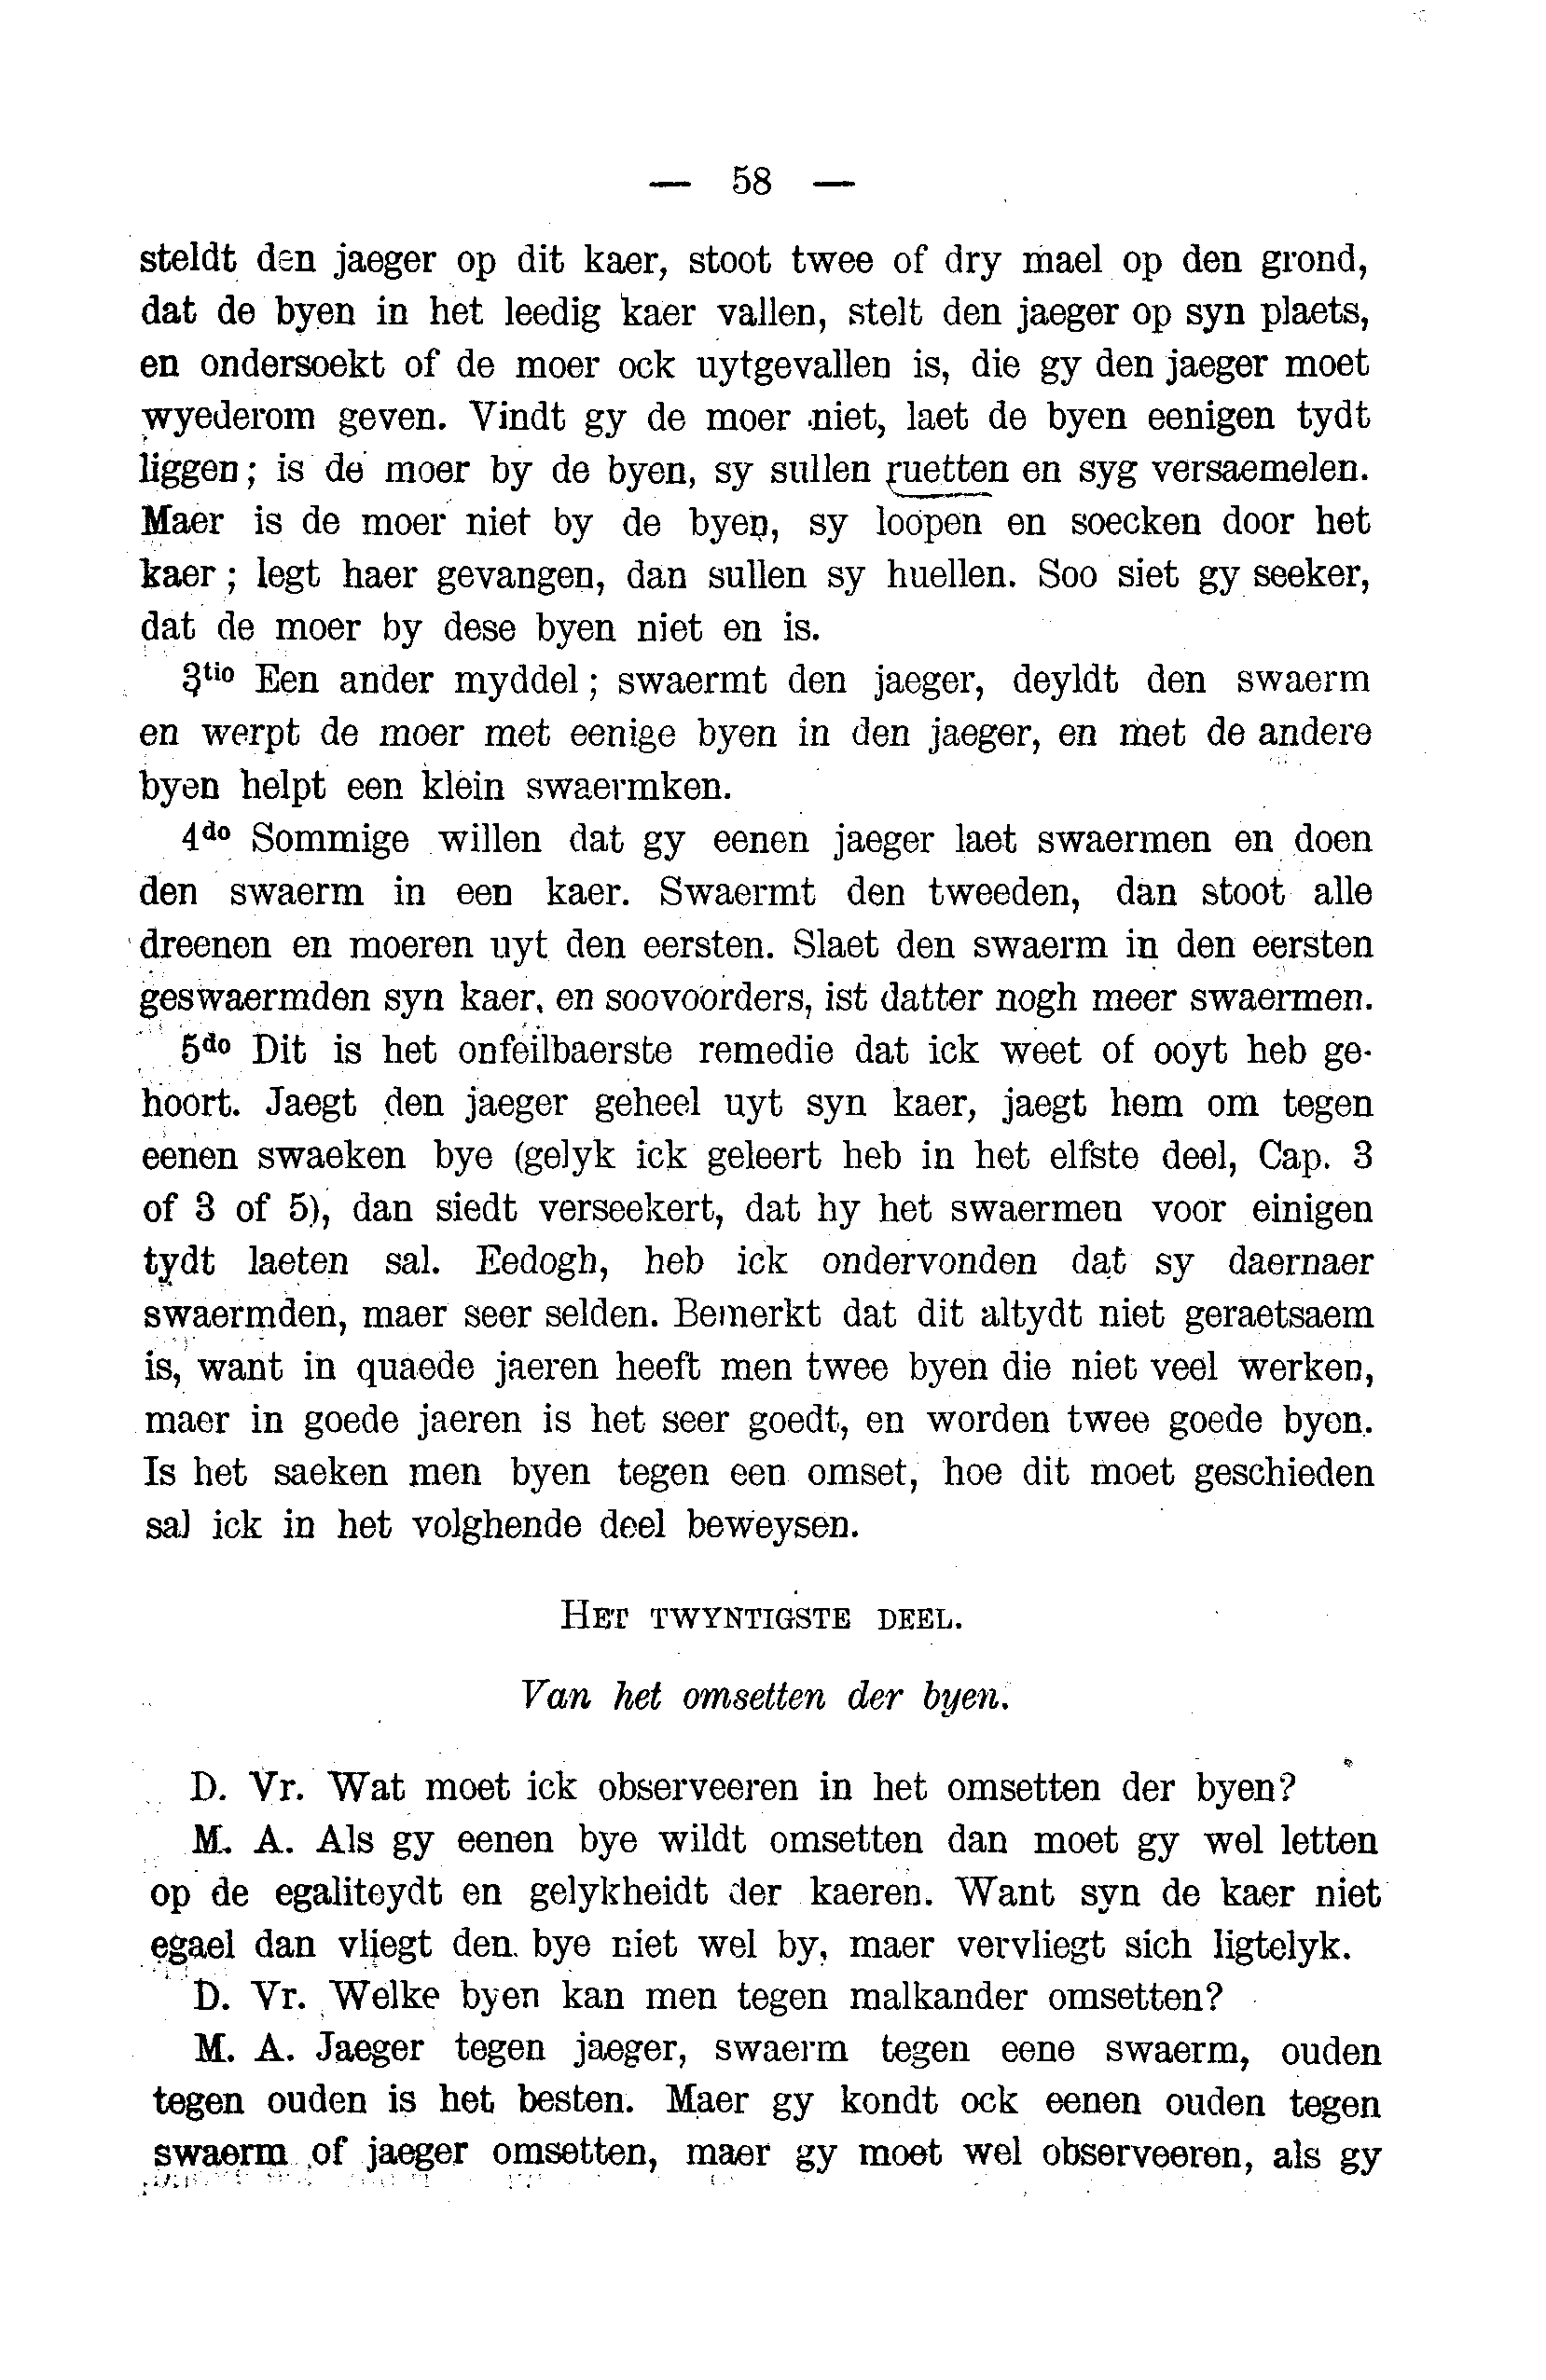 — 58 —
steldt den jaeger op dit kaer, stoot twee of dry mael op den grond,
dat de byen in het leedig kaer vallen, stelt den jaeger op syn plaets,
en ondersoekt of de moer ock uytgevallen is, die gy den jaeger moet
wyederom geven. Vindt gy de moer niet, laet de byen eenigen tydt
liggen; is de moer by de byen, sy sullen ruetten en syg versaemelen.
Maer is de moer niet by de byen, sy loopen en soecken door het
kaer; legt haer gevangen, dan sullen sy huellen. Soo siet gy seeker,
dat de moer by dese byen niet en is.
3tio Een ander myddel; swaermt den jaeger, deyldt den swaerm
en werpt de moer met eenige byen in den jaeger, en met de andere
byen helpt een klein swaermken.
4do Sommige willen dat gy eenen jaeger laet swaermen en doen
den swaerm in een kaer. Swaermt den tweeden, dan stoot alle
dreenen en moeren uyt den eersten. Slaet den swaerm in den eersten
geswaermden syn kaer, en soovoorders, ist datter nogh meer swaermen.
5do Dit is het onfeilbaerste remedie dat ick weet of ooyt heb ge-
hoort. Jaegt den jaeger geheel uyt syn kaer, jaegt hem om tegen
eenen swaeken bye (gelyk ick geleert heb in het elfste deel, Cap. 3
of 3 of 5), dan siedt verseekert, dat hy het swaermen voor einigen
tydt laeten sal. Eedogh, heb ick ondervonden dat sy daernaer
swaermden, maer seer selden. Bemerkt dat dit altydt niet geraetsaem
is, want in quaede jaeren heeft men twee byen die niet veel werken,
maer in goede jaeren is het seer goedt, en worden twee goede byen.
Is het saeken men byen tegen een omset, hoe dit moet geschieden
sal ick in het volghende deel beweysen.
HET TWYNTIGSTE DEEL.
Van het omsetten der byen.
D. Vr. Wat moet ick observeeren in het omsetten der byen?
M. A. Als gy eenen bye wildt omsetten dan moet gy wel letten
op de egaliteydt en gelykheidt der kaeren. Want syn de kaer niet
egael dan vliegt den bye niet wel by, maer vervliegt sich ligtelyk.
D. Vr. Welke byen kan men tegen malkander omsetten?
M. A. Jaeger tegen jaeger, swaerm tegen eene swaerm, ouden
tegen ouden is het besten. Maer gy kondt ock eenen ouden tegen
swaerm of jaeger omsetten, maer gy moet wel observeeren, als gy